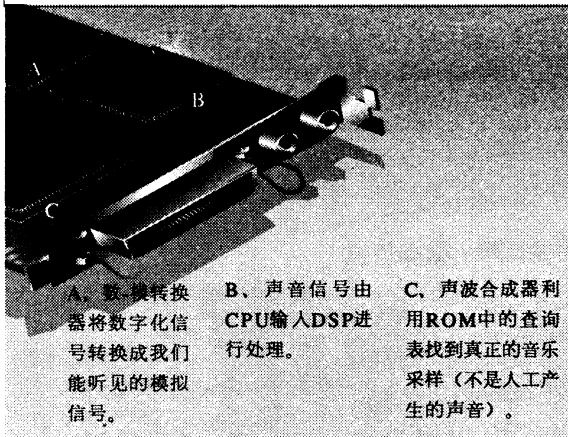 A
B
C
A、数-模转换
器将数字化信
号转换成我们
能听见的模拟
信号。
B、声音信号由
CPU输入DSP进
行处理。
C、声波合成器利
用ROM中的查询
表找到真正的音乐
采样(不是人工产
生的声音)。